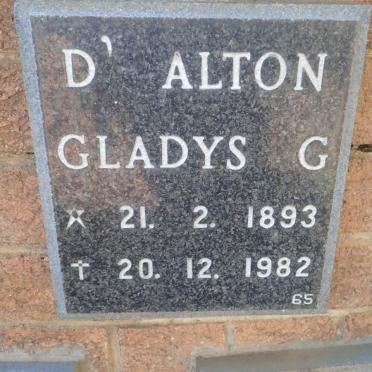 D' ALTON
GLADYS G
21. 2. 1893
† 20. 12. 1982
65